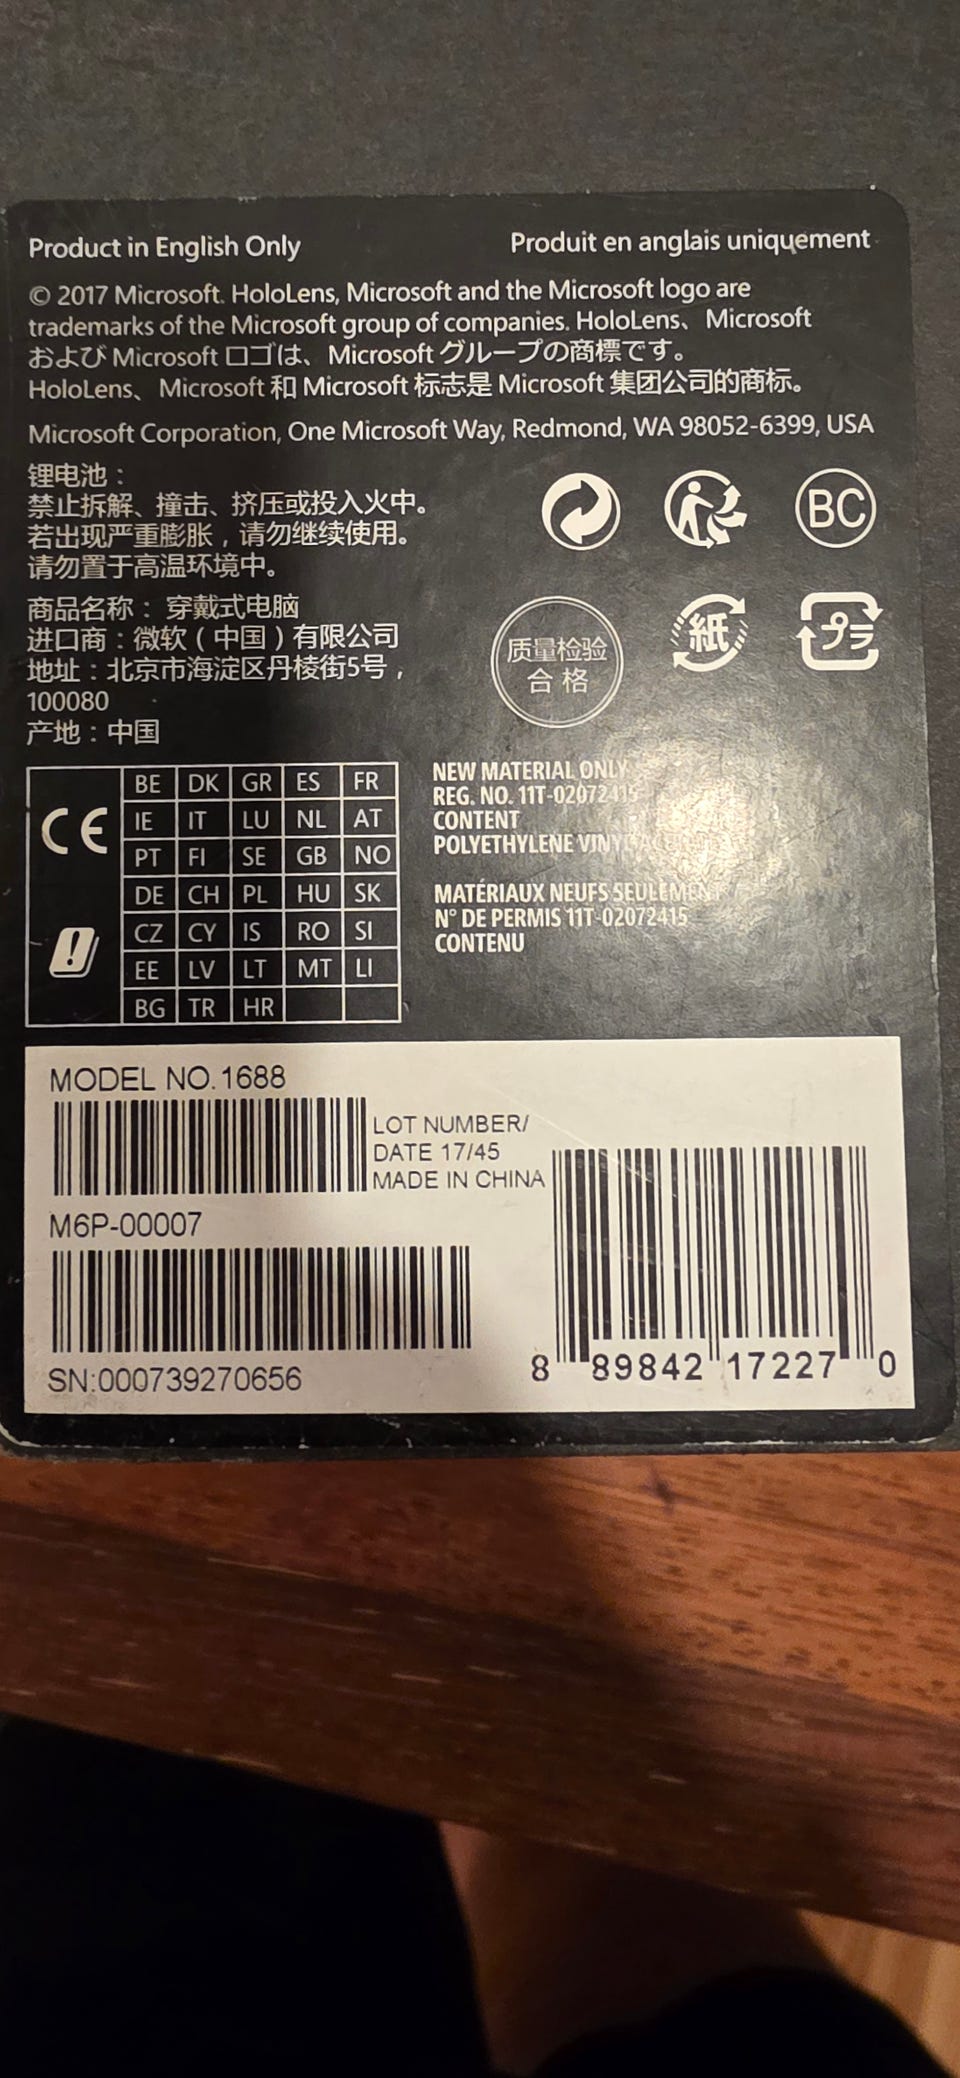 Product in English Only
Produit en anglais uniquement
© 2017 Microsoft. HoloLens, Microsoft and the Microsoft logo are
trademarks of the Microsoft group of companies. HoloLens、Microsoft
および Microsoft ロゴは、Microsoft グループの商標です。
HoloLens、Microsoft 和 Microsoft 标志是 Microsoft 集团公司的商标。
Microsoft Corporation, One Microsoft Way, Redmond, WA 98052-6399, USA
锂电池：
禁止拆解、撞击、挤压或投入火中。
若出现严重膨胀，请勿继续使用。
请勿置于高温环境中。
商品名称：穿戴式电脑
进口商：微软（中国）有限公司
地址：北京市海淀区丹棱街5号，
100080
产地：中国
BC
质量检验
合格
紙
プラ
CE
BE DK GR ES FR
IE IT LU NL AT
PT FI SE GB NO
DE CH PL HU SK
CZ CY IS RO SI
EE LV LT MT LI
BG TR HR
NEW MATERIAL ONLY
REG. NO. 11T-02072415
CONTENT
POLYETHYLENE VINYL
MATÉRIAUX NEUFS SEULEMENT
N° DE PERMIS 11T-02072415
CONTENU
MODEL NO. 1688
LOT NUMBER/
DATE 17/45
MADE IN CHINA
M6P-00007
SN:000739270656
8 89842 17227 0